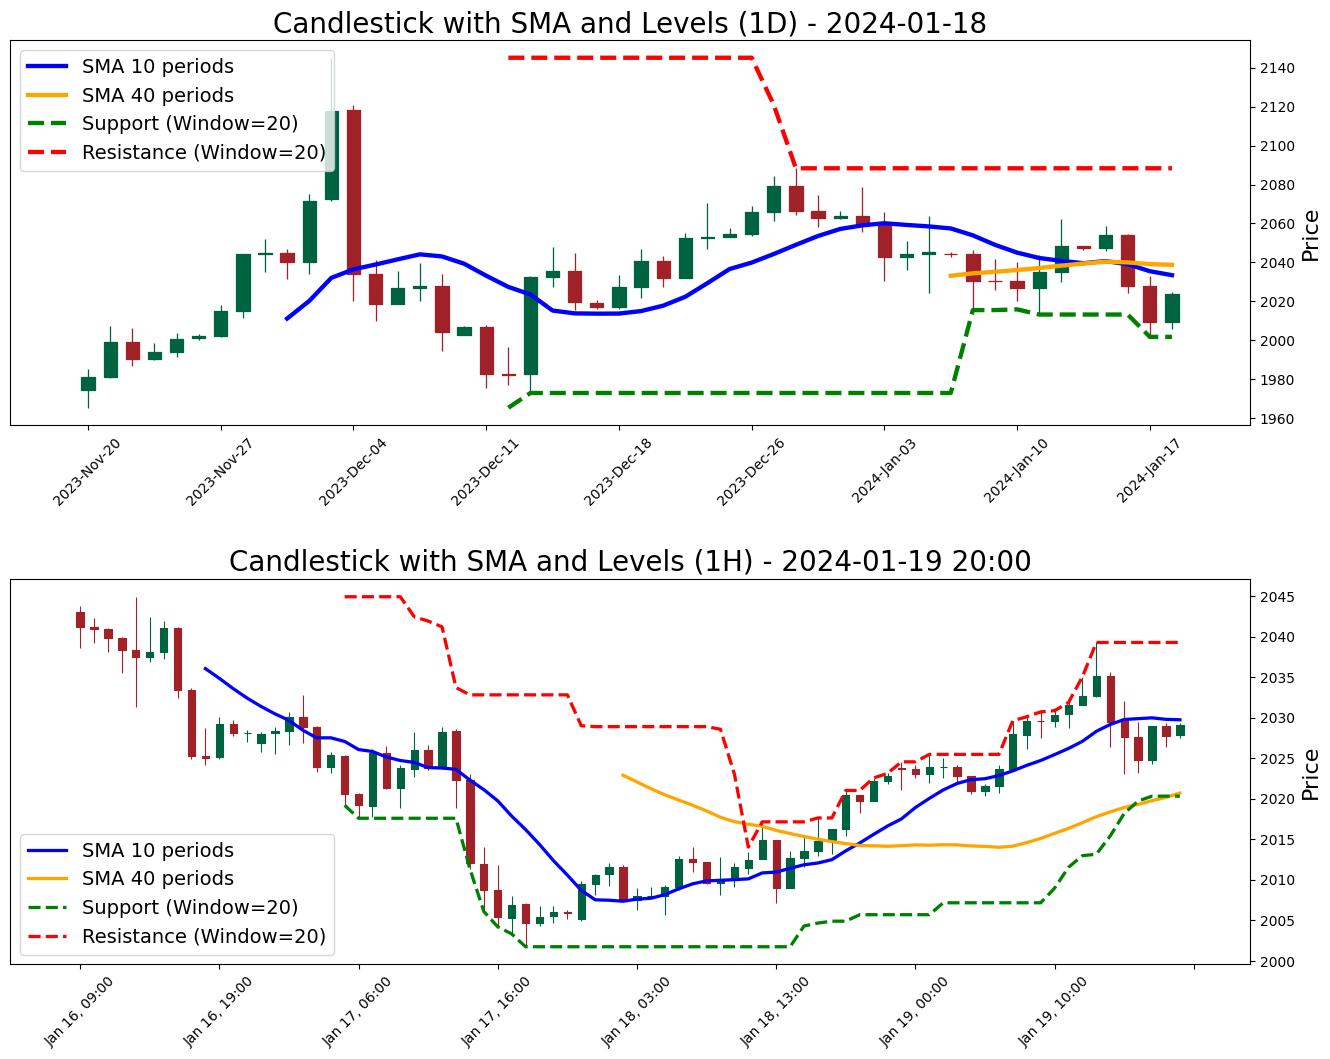 Candlestick with SMA and Levels (1D) - 2024-01-18
SMA 10 periods
SMA 40 periods
Support (Window=20)
Resistance (Window=20)
2140
2120
2100
2080
2060
2040
2020
2000
1980
1960
Price
2023-Nov-20
2023-Nov-27
2023-Dec-04
2023-Dec-11
2023-Dec-18
2023-Dec-26
2024-Jan-03
2024-Jan-10
2024-Jan-17
Candlestick with SMA and Levels (1H) - 2024-01-19 20:00
2045
2040
2035
2030
2025
2020
2015
2010
2005
2000
Price
SMA 10 periods
SMA 40 periods
Support (Window=20)
Resistance (Window=20)
Jan 16, 09:00
Jan 16, 19:00
Jan 17, 06:00
Jan 17, 16:00
Jan 18, 03:00
Jan 18, 13:00
Jan 19, 00:00
Jan 19, 10:00